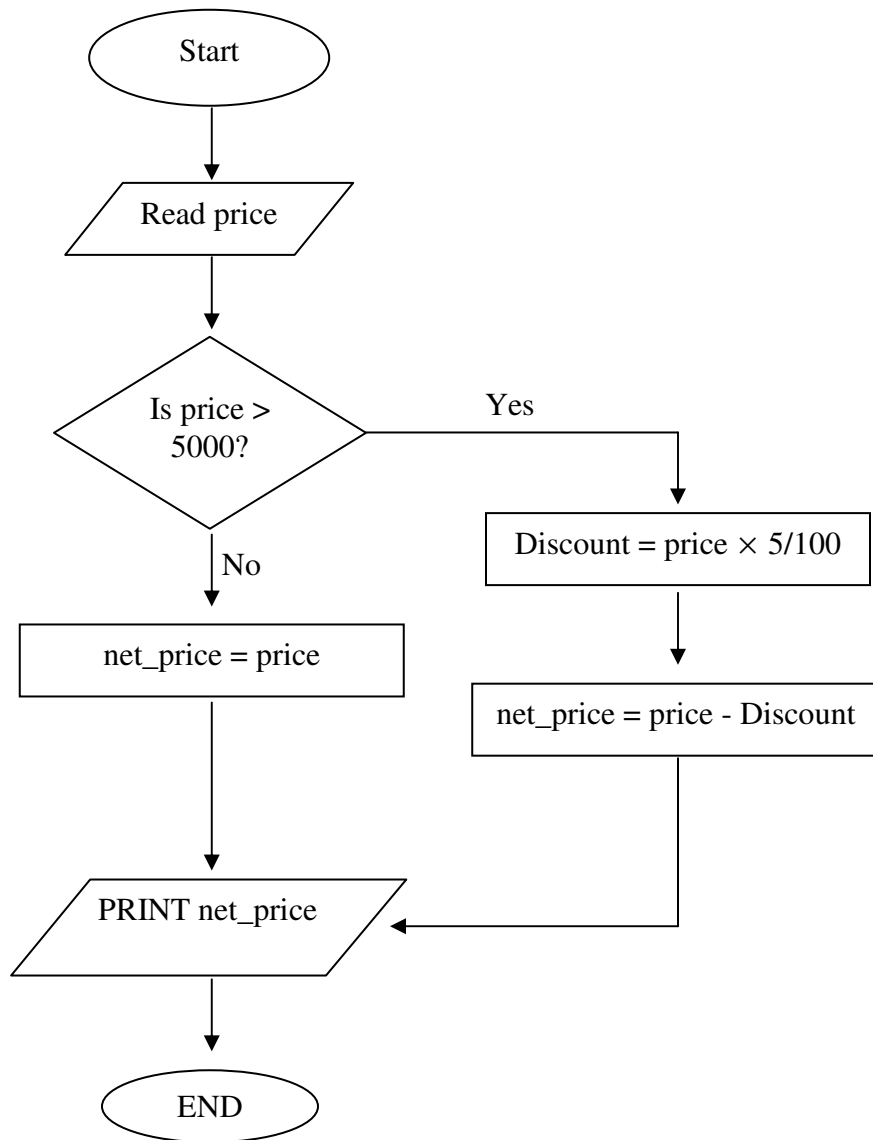 Start
Read price
Is price >
5000?
Yes
No
Discount = price × 5/100
net_price = price
net_price = price - Discount
PRINT net_price
END